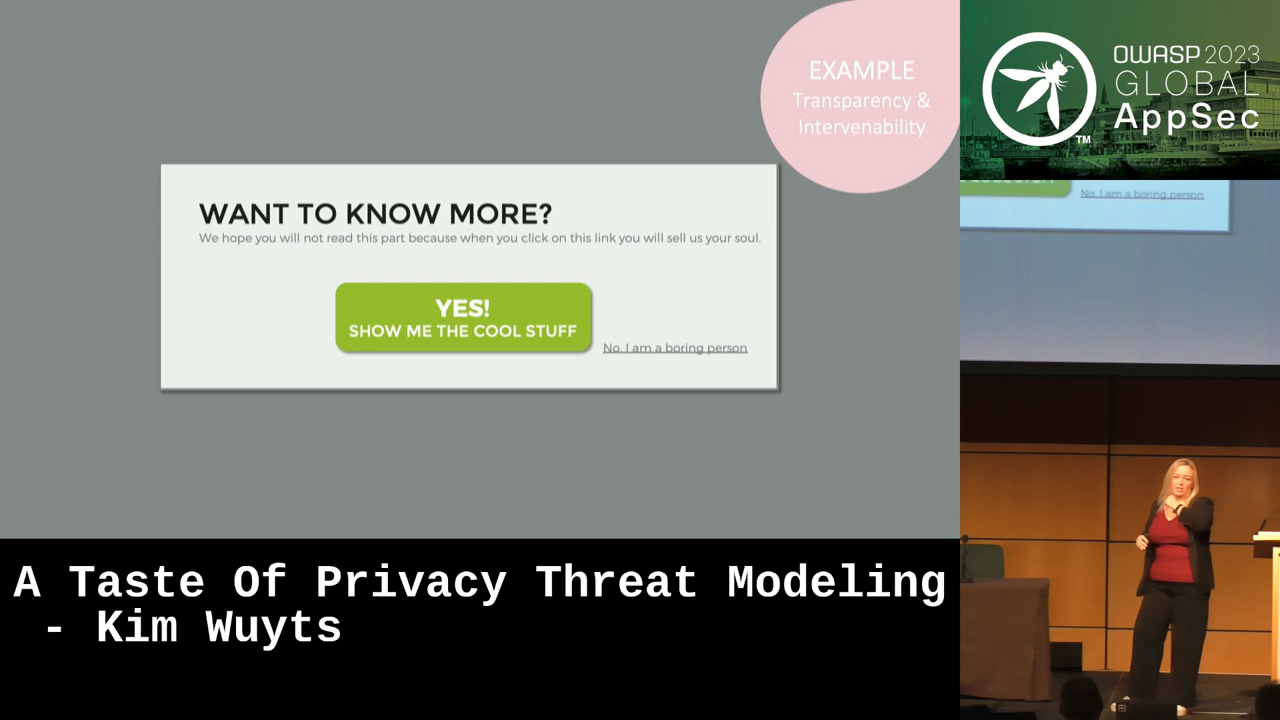 EXAMPLE
Transparency &
Intervenability
WANT TO KNOW MORE?
We hope you will not read this part because when you click on this link you will sell us your soul.
YES!
SHOW ME THE COOL STUFF
No, I am a boring person
OWASP 2023
GLOBAL
AppSec
TM
No, I am a boring person
A Taste Of Privacy Threat Modeling
- Kim Wuyts